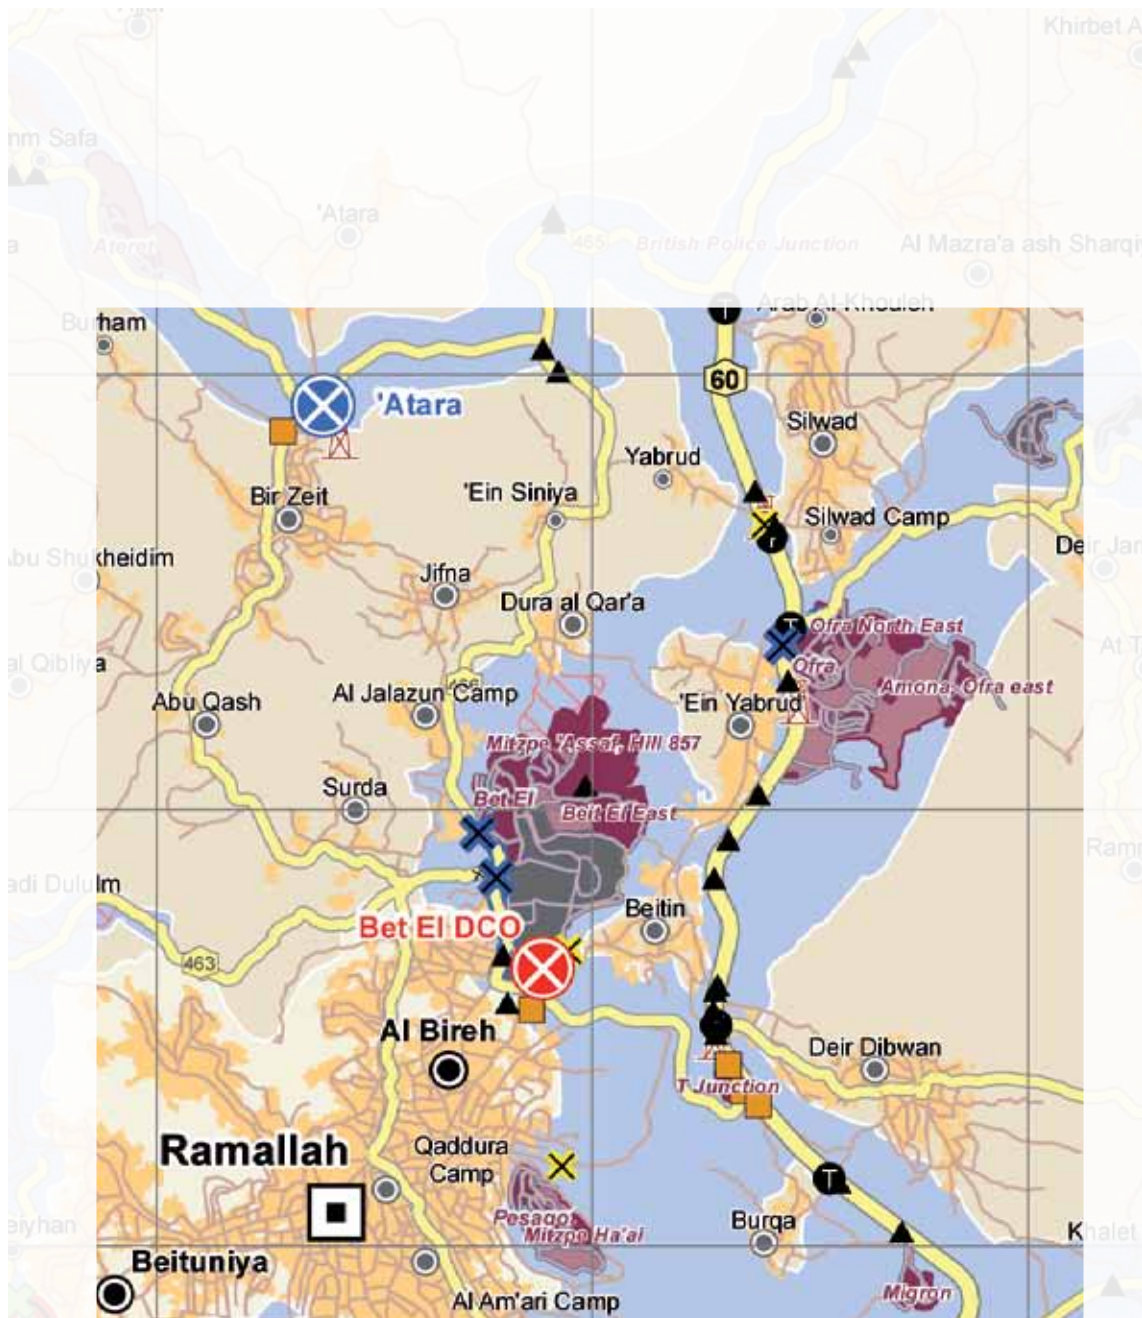 Khirbet A
mm Safa
'Atara
Ateret
465
British Police Junction
Al Mazra'a ash Sharqiy
Arab Al-Khouleh
T
Burham
60
'Atara
Silwad
Yabrud
Bir Zeit
'Ein Siniya
Silwad Camp
Abu Shukheidim
Deir Jar
Jifna
Dura al Qar'a
T
Ofra North East
At T
al Qibliya
Ofra
466
Amona, Ofra east
Abu Qash
Al Jalazun Camp
'Ein Yabrud
Mitzpe 'Assaf, Hill 857
Surda
Bet El
Beit El East
Ramm
adi Dululm
Beitin
Bet El DCO
463
Al Bireh
Deir Dibwan
T Junction
Ramallah
Qaddura
Camp
T
eiyhan
Pesagot
Mitzpe Ha'al
Burqa
Khalet
Beituniya
Migron
Al Am'ari Camp